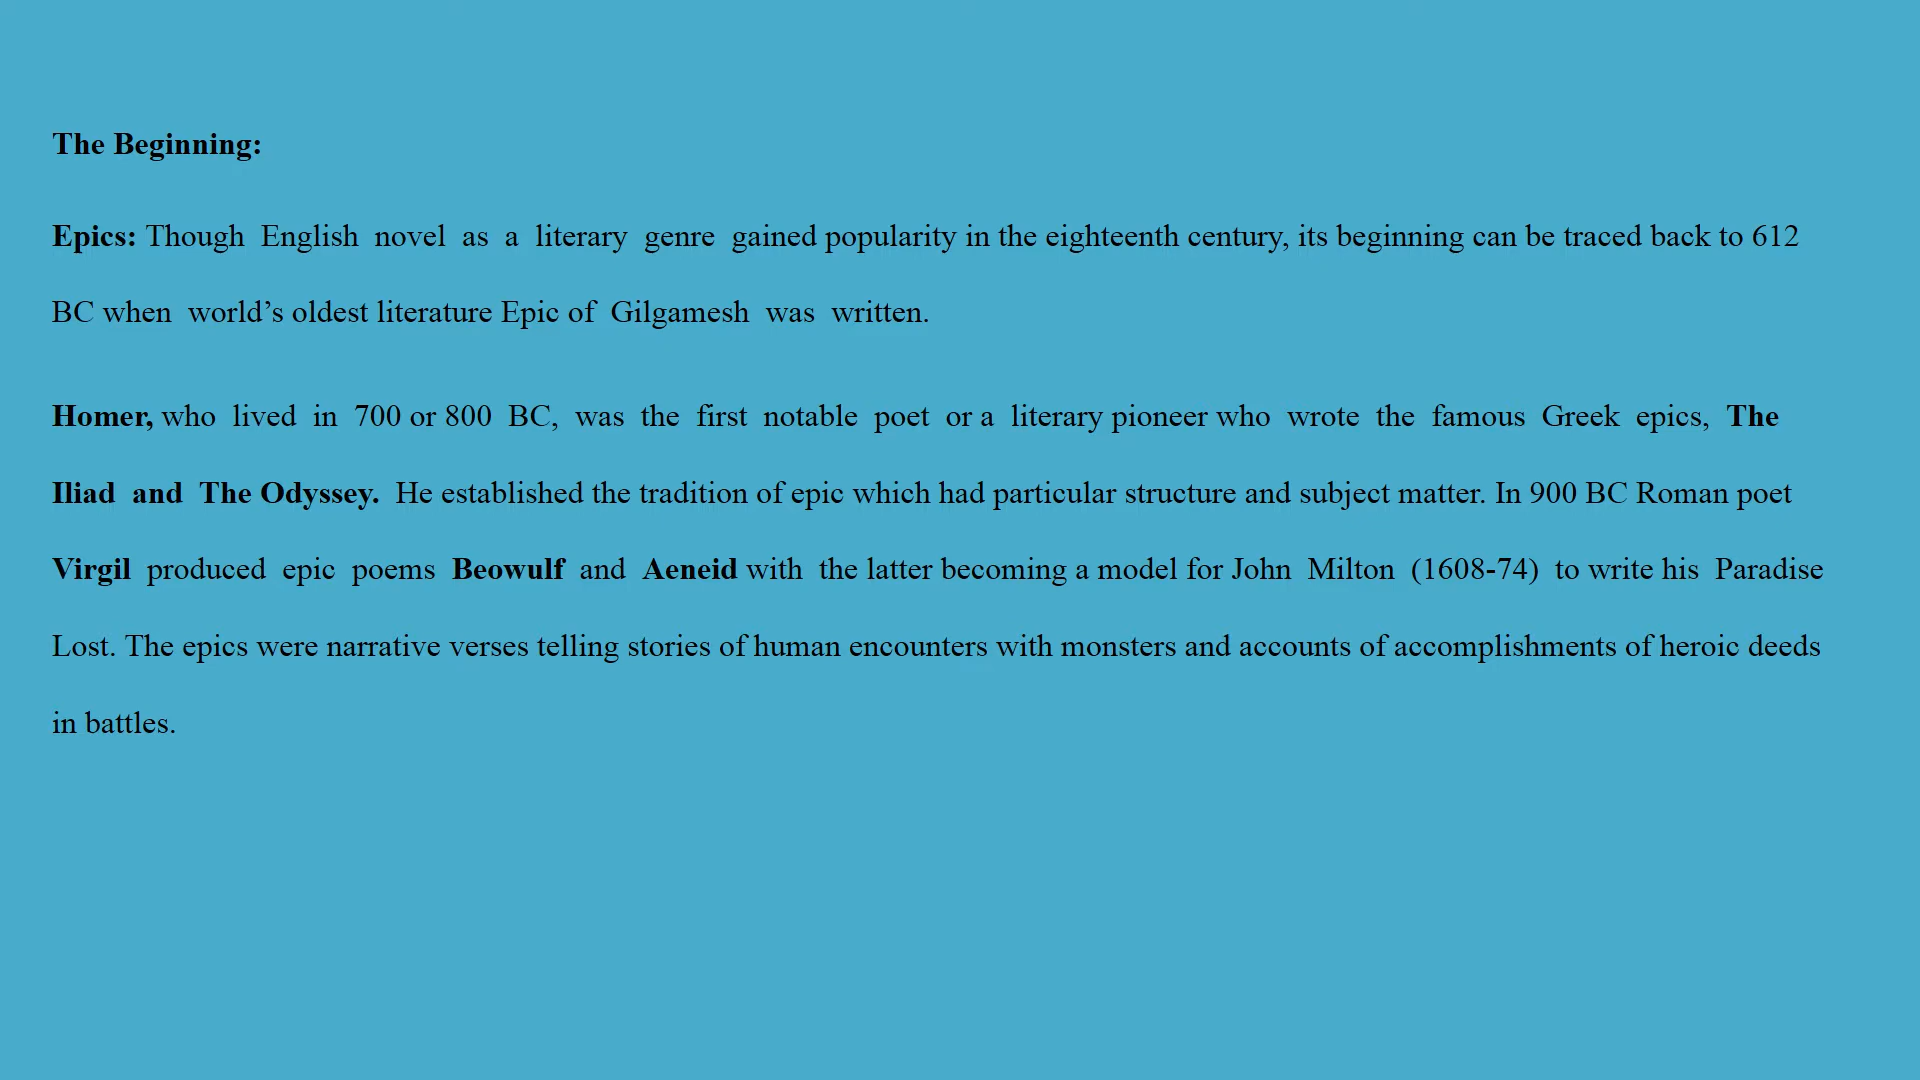 The Beginning:
Epics: Though English novel as a literary genre gained popularity in the eighteenth century, its beginning can be traced back to 612
BC when world’s oldest literature Epic of Gilgamesh was written.
Homer, who lived in 700 or 800 BC, was the first notable poet or a literary pioneer who wrote the famous Greek epics, The
Iliad and The Odyssey. He established the tradition of epic which had particular structure and subject matter. In 900 BC Roman poet
Virgil produced epic poems Beowulf and Aeneid with the latter becoming a model for John Milton (1608-74) to write his Paradise
Lost. The epics were narrative verses telling stories of human encounters with monsters and accounts of accomplishments of heroic deeds
in battles.